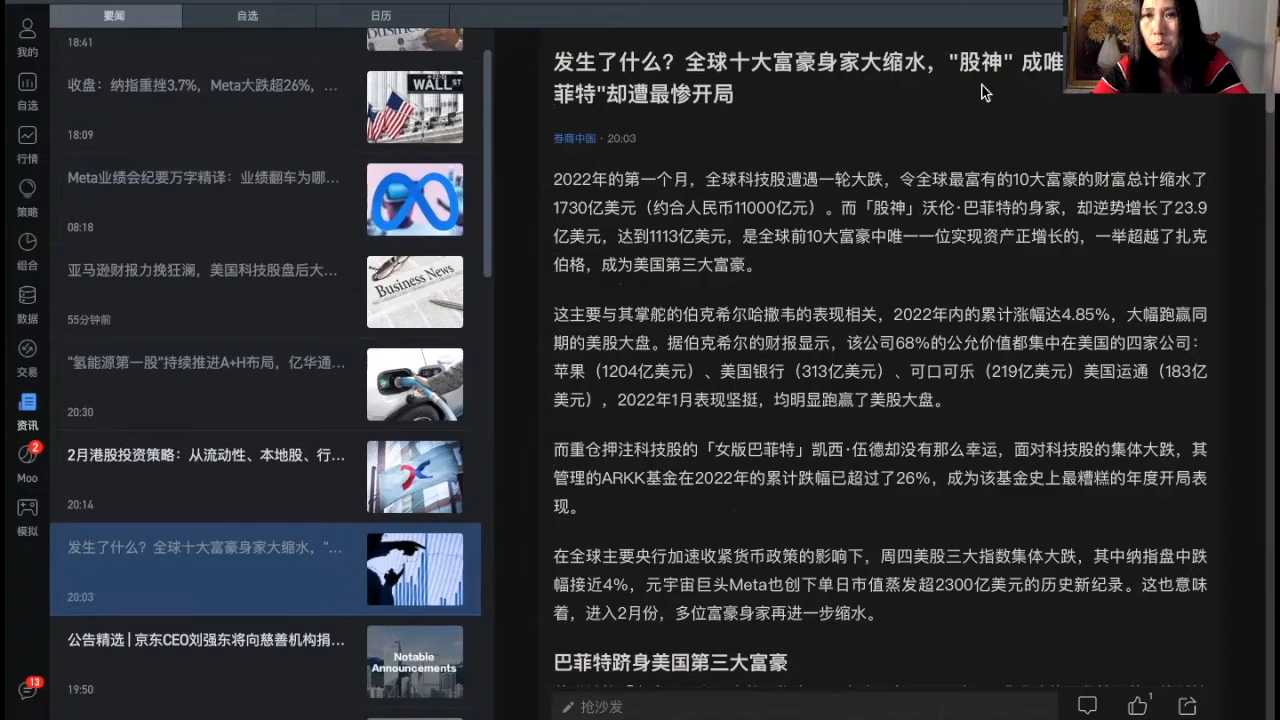 要闻
自选
日历
我的
自选
行情
策略
组合
数据
交易
资讯
2
Moo
模拟
13
18:41
收盘：纳指重挫3.7%，Meta大跌超26%，...
18:09
WALL ST
Meta业绩会纪要万字精译：业绩翻车为哪...
08:18
亚马逊财报力挽狂澜，美国科技股盘后大...
55分钟前
Business News
"氢能源第一股"持续推进A+H布局，亿华通...
20:30
2月港股投资策略：从流动性、本地股、行...
20:14
发生了什么？全球十大富豪身家大缩水，"...
20:03
公告精选 | 京东CEO刘强东将向慈善机构捐...
19:50
Notable
Announcements
发生了什么？全球十大富豪身家大缩水，"股神" 成唯
菲特"却遭最惨开局
券商中国 · 20:03
2022年的第一个月，全球科技股遭遇一轮大跌，令全球最富有的10大富豪的财富总计缩水了
1730亿美元（约合人民币11000亿元）。而「股神」沃伦·巴菲特的身家，却逆势增长了23.9
亿美元，达到1113亿美元，是全球前10大富豪中唯一一位实现资产正增长的，一举超越了扎克
伯格，成为美国第三大富豪。
这主要与其掌舵的伯克希尔哈撒韦的表现相关，2022年内的累计涨幅达4.85%，大幅跑赢同
期的美股大盘。据伯克希尔的财报显示，该公司68%的公允价值都集中在美国的四家公司：
苹果（1204亿美元）、美国银行（313亿美元）、可口可乐（219亿美元）美国运通（183亿
美元），2022年1月表现坚挺，均明显跑赢了美股大盘。
而重仓押注科技股的「女版巴菲特」凯西·伍德却没有那么幸运，面对科技股的集体大跌，其
管理的ARKK基金在2022年的累计跌幅已超过了26%，成为该基金史上最糟糕的年度开局表
现。
在全球主要央行加速收紧货币政策的影响下，周四美股三大指数集体大跌，其中纳指盘中跌
幅接近4%，元宇宙巨头Meta也创下单日市值蒸发超2300亿美元的历史新纪录。这也意味
着，进入2月份，多位富豪身家再进一步缩水。
巴菲特跻身美国第三大富豪
抢沙发
1